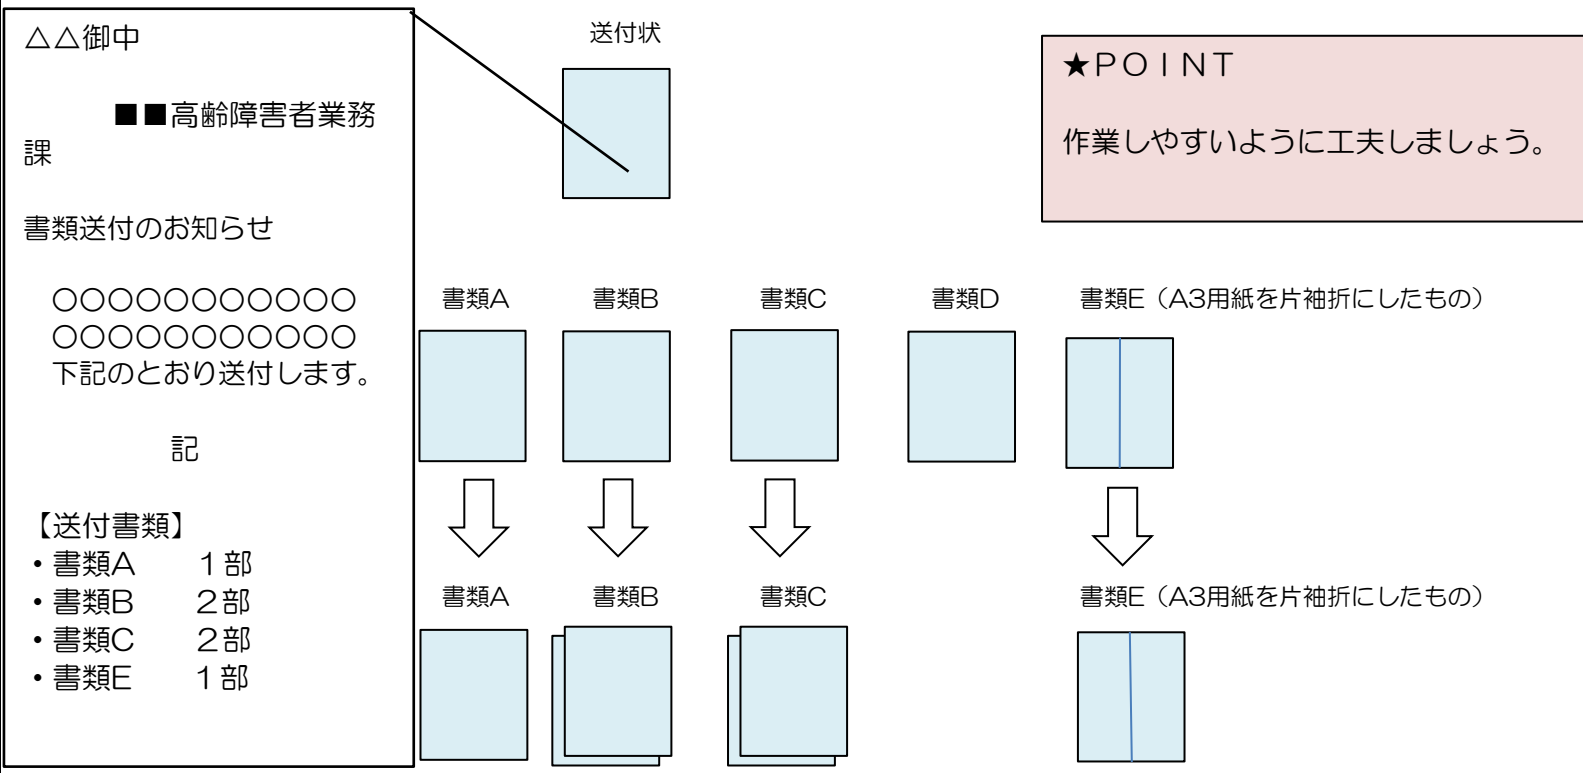 △△御中
■■高齢障害者業務
課
書類送付のお知らせ
○○○○○○○○○○○
○○○○○○○○○○○
下記のとおり送付します。
記
【送付書類】
・書類A　　１部
・書類B　　２部
・書類C　　２部
・書類E　　１部
送付状
★ＰＯＩＮＴ
作業しやすいように工夫しましょう。
書類A
書類B
書類C
書類D
書類E（A3用紙を片袖折にしたもの）
書類A
書類B
書類C
書類E（A3用紙を片袖折にしたもの）